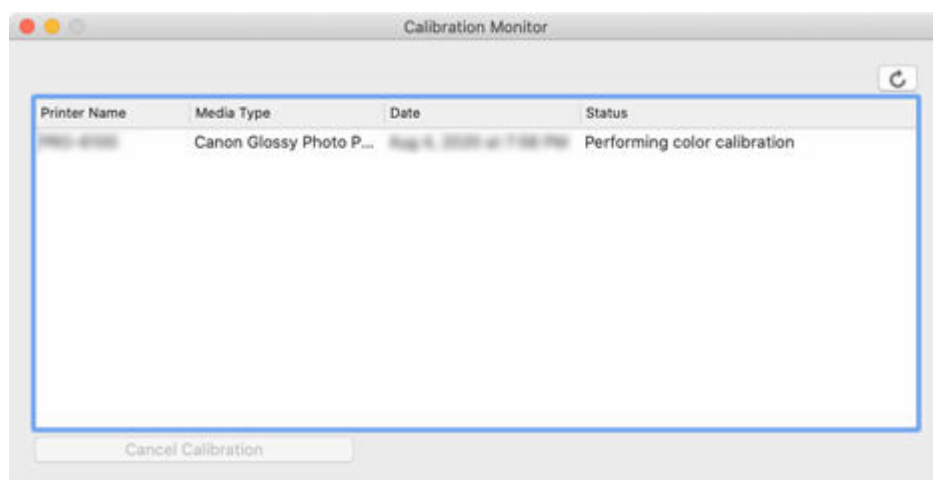 Calibration Monitor
Printer Name Media Type Date Status
Canon Glossy Photo P... Performing color calibration
Cancel Calibration